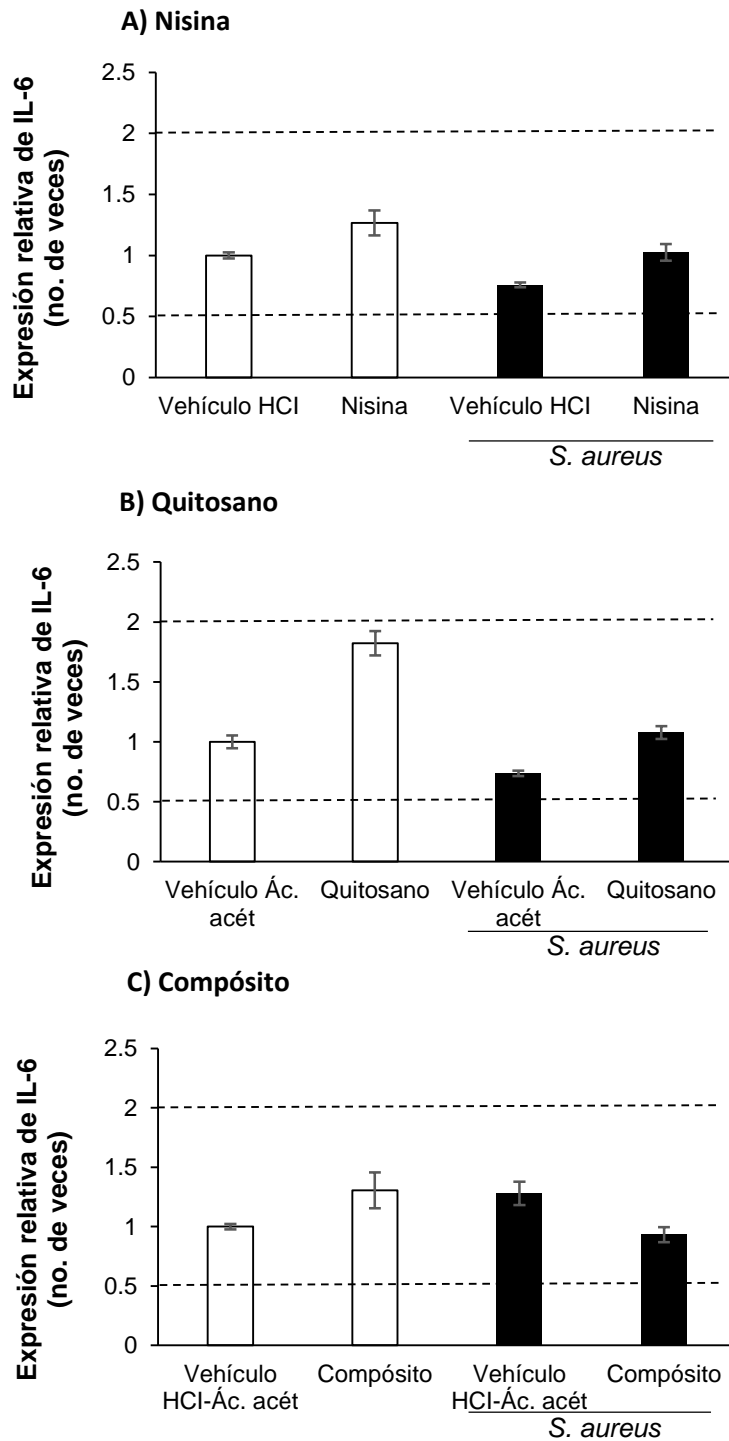 A) Nisina
Expresión relativa de IL-6
(no. de veces)
2.5
2
1.5
1
0.5
0
Vehículo HCl
Nisina
Vehículo HCl
Nisina
S. aureus
B) Quitosano
Expresión relativa de IL-6
(no. de veces)
2.5
2
1.5
1
0.5
0
Vehículo Ác.
acét
Quitosano
Vehículo Ác.
acét
Quitosano
S. aureus
C) Compósito
Expresión relativa de IL-6
(no. de veces)
2.5
2
1.5
1
0.5
0
Vehículo
HCl-Ác. acét
Compósito
Vehículo
HCl-Ác. acét
Compósito
S. aureus